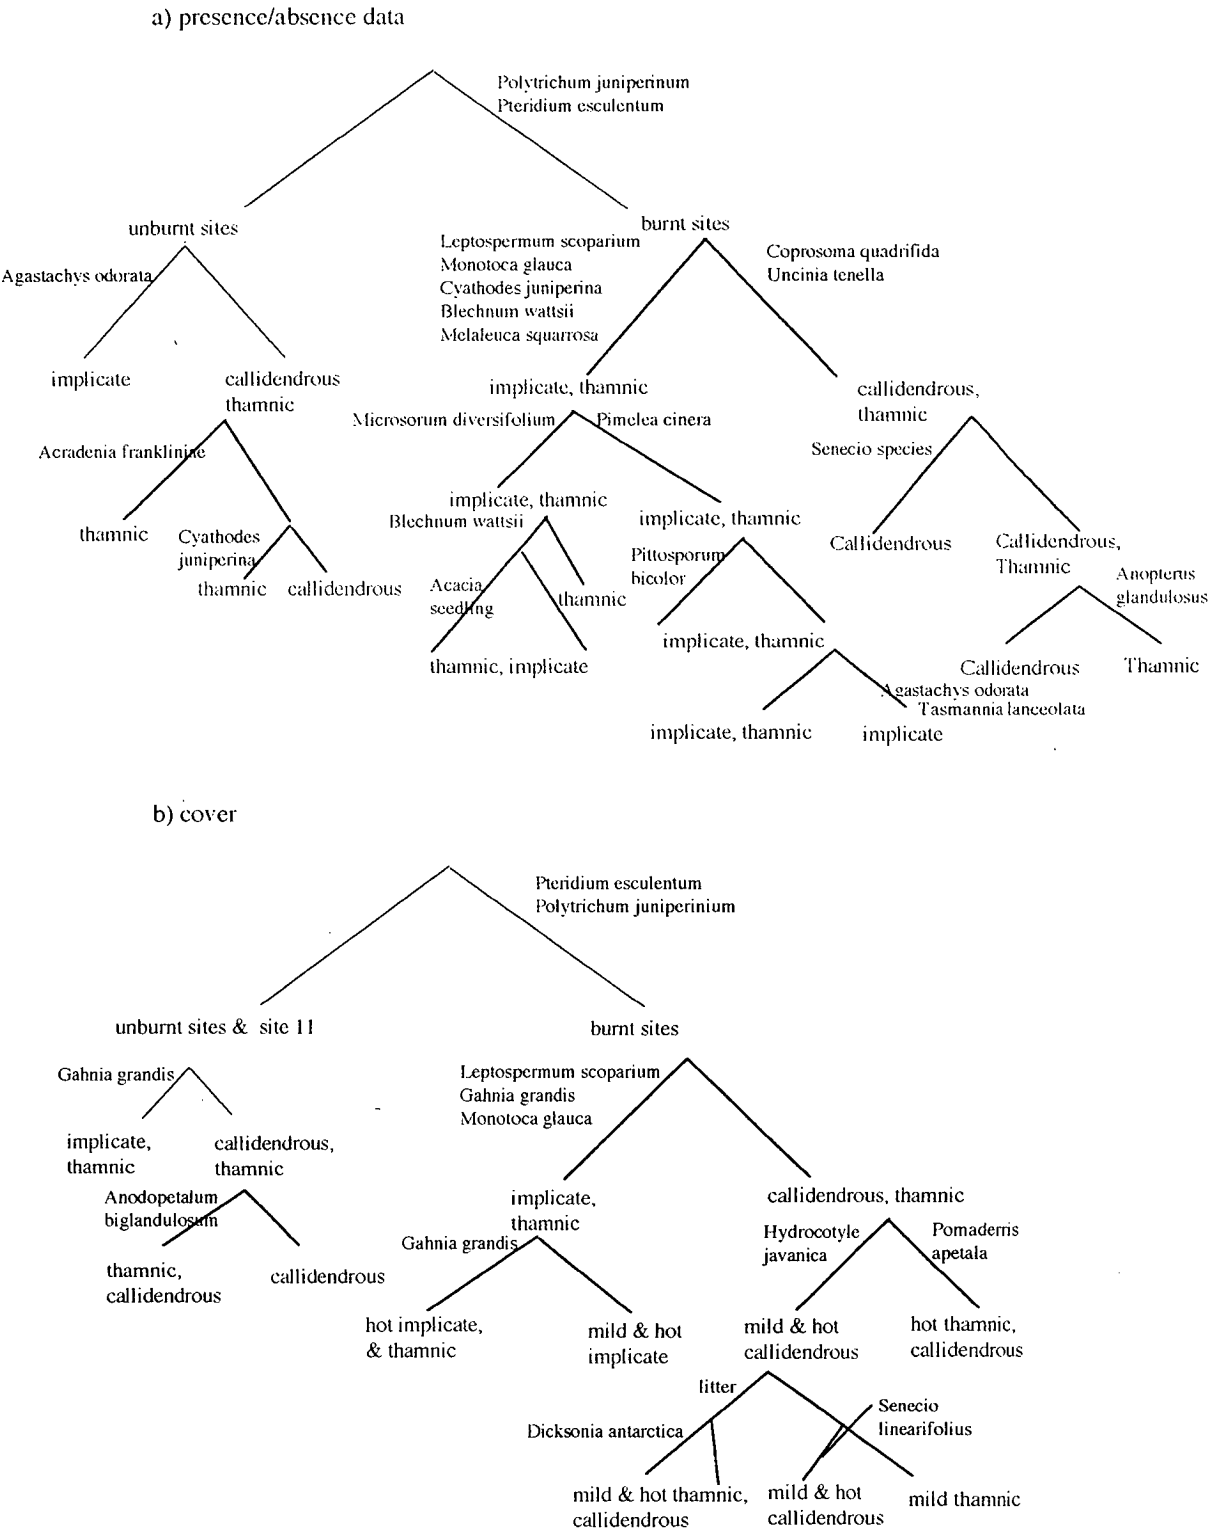 a) presence/absence data
Polytrichum juniperinum
Pteridium esculentum
unburnt sites
burnt sites
Agastachys odorata
Leptospermum scoparium
Monotoca glauca
Cyathodes juniperina
Blechnum wattsii
Melaleuca squarrosa
Coprosoma quadrifida
Uncinia tenella
implicate
callidendrous
thamnic
implicate, thamnic
callidendrous,
thamnic
Acradenia frankliniae
Microsorum diversifolium
Pimelea cinera
Senecio species
thamnic
Cyathodes
juniperina
thamnic
callidendrous
implicate, thamnic
Blechnum wattsii
implicate, thamnic
Callidendrous
Callidendrous,
Thamnic
Acacia
seedling
thamnic
Pittosporum
bicolor
Anopterus
glandulosus
thamnic, implicate
implicate, thamnic
Callidendrous
Thamnic
Agastachys odorata
Tasmannia lanceolata
implicate, thamnic
implicate
b) cover
Pteridium esculentum
Polytrichum juniperinium
unburnt sites & site 11
burnt sites
Gahnia grandis
Leptospermum scoparium
Gahnia grandis
Monotoca glauca
implicate,
thamnic
callidendrous,
thamnic
implicate,
thamnic
callidendrous, thamnic
Anodopetalum
biglandulosum
Gahnia grandis
Hydrocotyle
javanica
Pomaderris
apetala
thamnic,
callidendrous
callidendrous
hot implicate,
& thamnic
mild & hot
implicate
mild & hot
callidendrous
hot thamnic,
callidendrous
litter
Senecio
linearifolius
Dicksonia antarctica
mild & hot thamnic,
callidendrous
mild & hot
callidendrous
mild thamnic